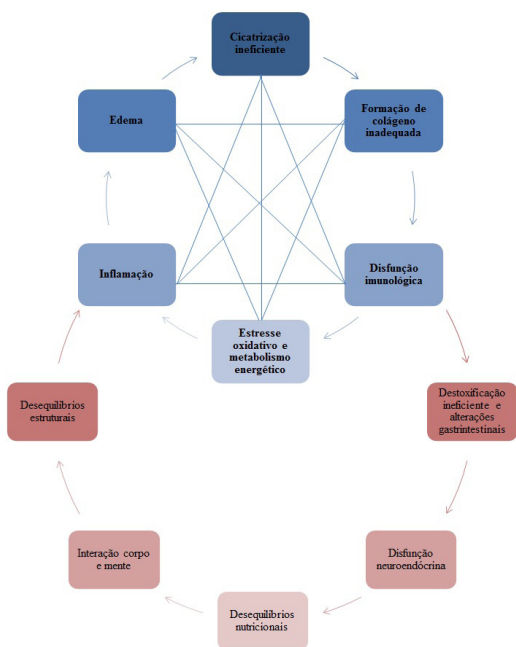 Cicatrização
ineficiente
Edema
Formação de
colágeno
inadequada
Inflamação
Disfunção
imunológica
Estresse
oxidativo e
metabolismo
energético
Desequilíbrios
estruturais
Destoxificação
ineficiente e
alterações
gastrintestinais
Interação corpo
e mente
Disfunção
neuroendócrina
Desequilíbrios
nutricionais